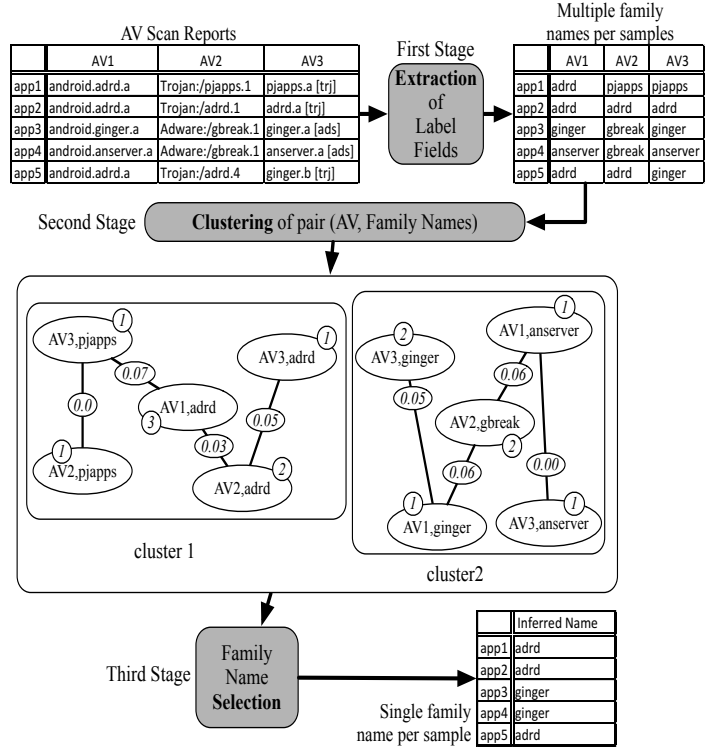 AV Scan Reports
AV1 AV2 AV3
app1 android.adrd.a Trojan:/pjapps.1 pjapps.a [trj]
app2 android.adrd.a Trojan:/adrd.1 adrd.a [trj]
app3 android.ginger.a Adware:/gbreak.1 ginger.a [ads]
app4 android.anserver.a Adware:/gbreak.1 anserver.a [ads]
app5 android.adrd.a Trojan:/adrd.4 ginger.b [trj]
First Stage
Extraction
of
Label
Fields
Multiple family
names per samples
AV1 AV2 AV3
app1 adrd pjapps pjapps
app2 adrd adrd adrd
app3 ginger gbreak ginger
app4 anserver gbreak anserver
app5 adrd adrd ginger
Second Stage
Clustering of pair (AV, Family Names)
1
AV3,pjapps
0.07
0.0
1
AV2,pjapps
AV1,adrd
3
0.03
1
AV3,adrd
0.05
2
AV2,adrd
cluster 1
2
AV3,ginger
0.05
1
AV1,anserver
0.06
AV2,gbreak
2
0.06
0.00
1
AV1,ginger
1
AV3,anserver
cluster2
Third Stage
Family
Name
Selection
Single family
name per sample
Inferred Name
app1 adrd
app2 adrd
app3 ginger
app4 ginger
app5 adrd